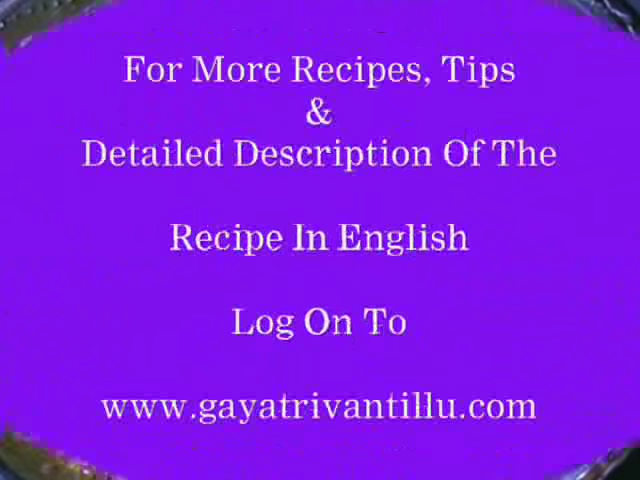 For More Recipes, Tips
&
Detailed Description Of The
Recipe In English
Log On To
www.gayatrivantillu.com